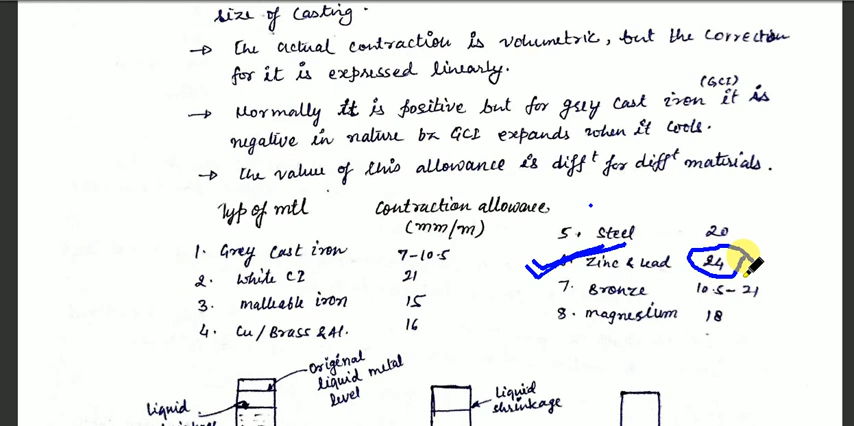 size of casting.
→ The actual contraction is volumetric, but the correction
for it is expressed linearly.
(GCI)
→ Normally it is positive but for grey cast iron it is
negative in nature bz GCI expands when it cools.
→ The value of this allowance is diffᵗ for diffᵗ materials.
Typ of mtl contraction allowance
(mm/m)
1. Grey cast iron 7-10.5
2. White CI 21
3. malleable iron 15
4. Cu/Brass & Al. 16
5. Steel 20
Zinc & Lead 24
7. Bronze 10.5-21
8. magnesium 18
original
liquid metal
level
liquid
Liquid
shrinkage